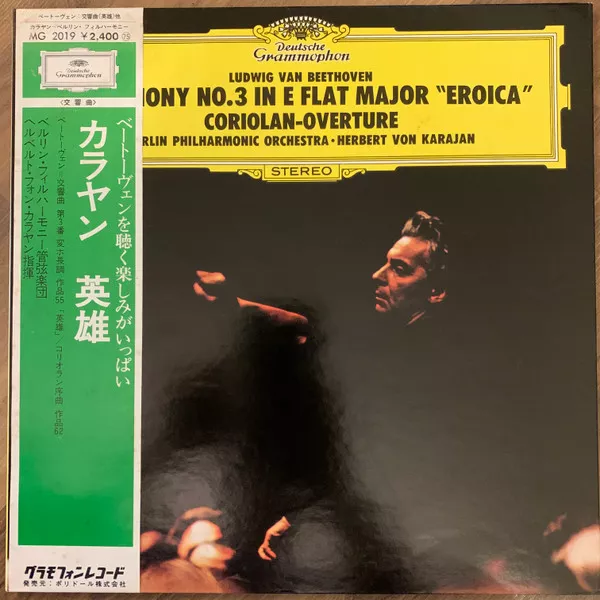 ベートーヴェン:交響曲「英雄」他
カラヤン/ベルリン・フィルハーモニー
MG 2019 ¥2,400 ㉕
Deutsche
Grammophon
〈交響曲〉
ベートーヴェンを聴く楽しみがいっぱい
カラヤン 英雄
ベートーヴェン=交響曲 第3番 変ホ長調 作品55「英雄」/コリオラン序曲 作品62
ベルリン・フィルハーモニー管弦楽団
ヘルベルト・フォン・カラヤン指揮
グラモフォンレコード
発売元:ポリドール株式会社
Deutsche
Grammophon
LUDWIG VAN BEETHOVEN
ONY NO.3 IN E FLAT MAJOR "EROICA"
CORIOLAN-OVERTURE
RLIN PHILHARMONIC ORCHESTRA · HERBERT VON KARAJAN
STEREO